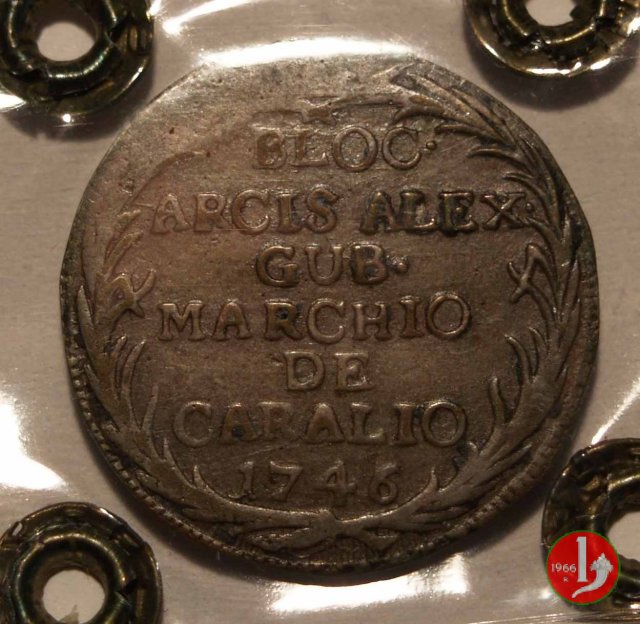 BLOC·
ARCIS ALEX·
GUB·
MARCHIO
DE
CARALIO
1746
1966
R